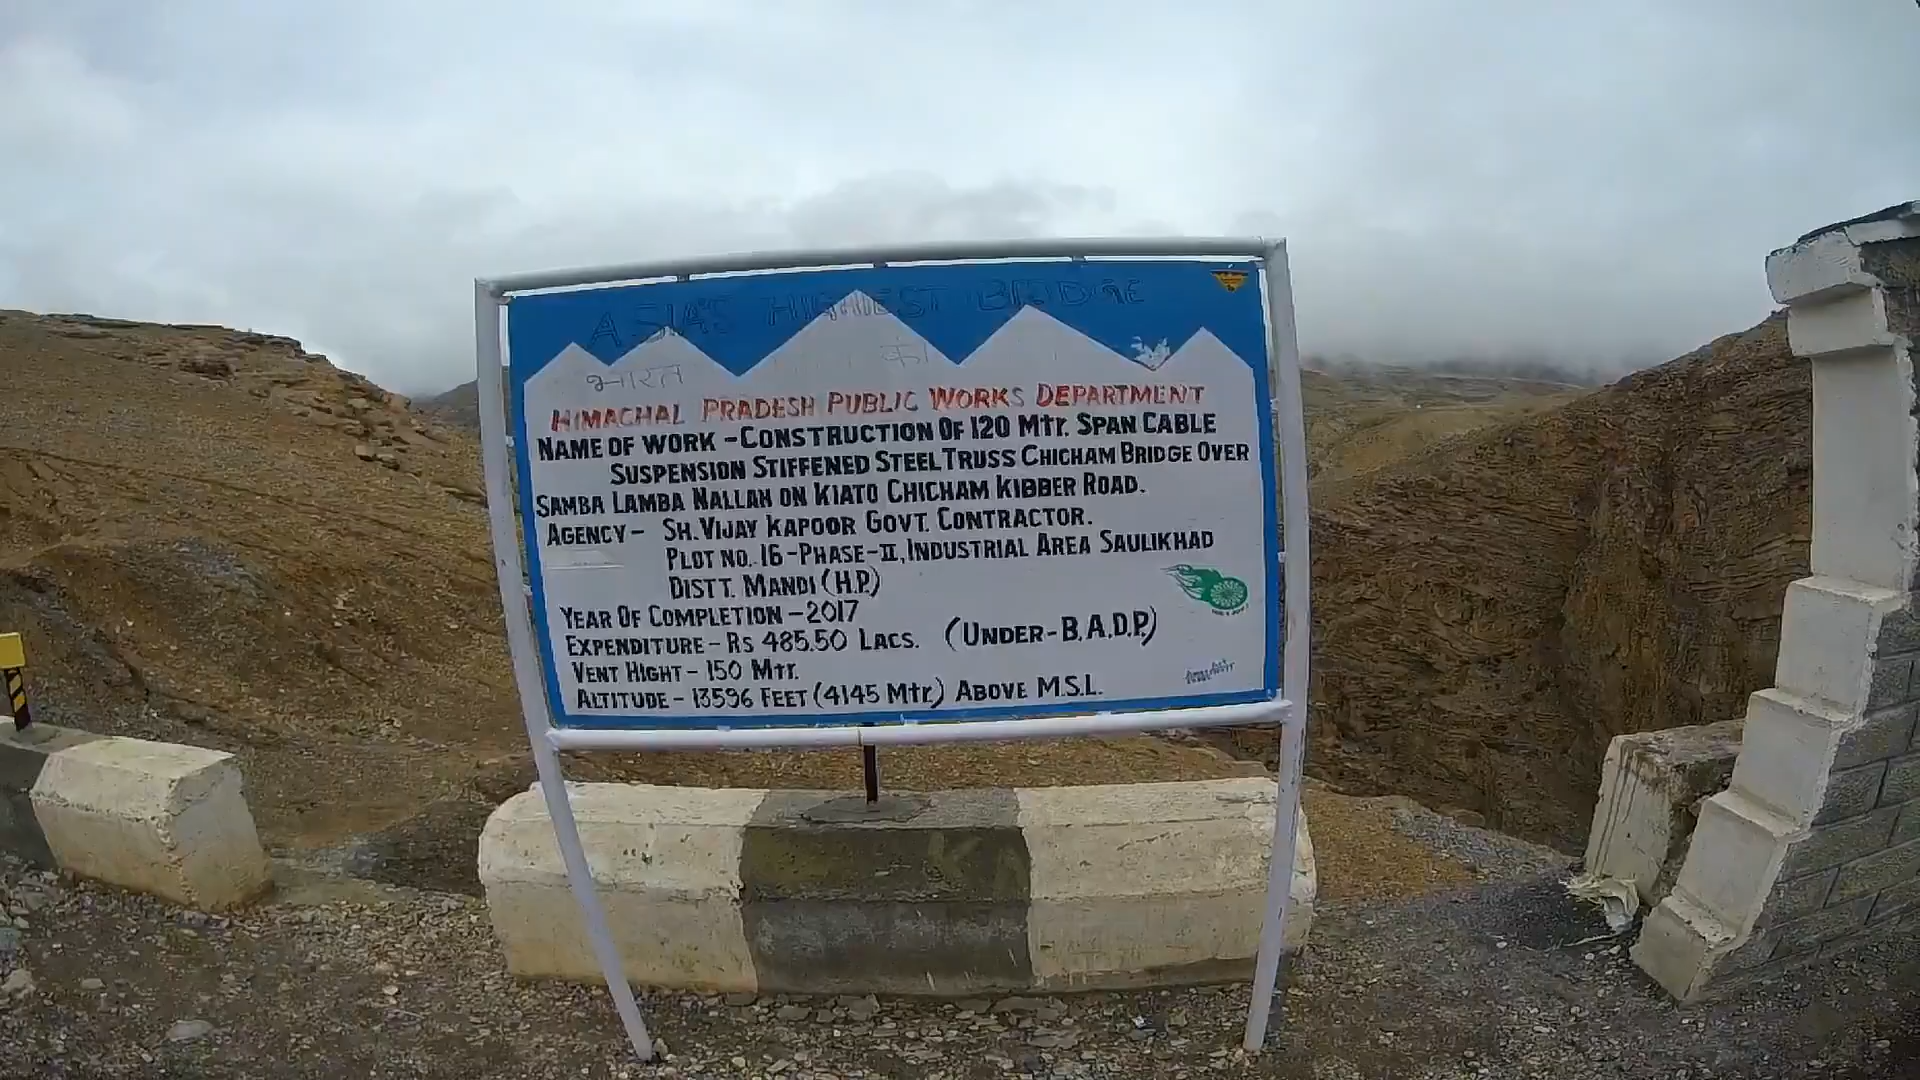 ASIA'S HIGHEST BRIDGE
भारत का
HIMACHAL PRADESH PUBLIC WORKS DEPARTMENT
NAME OF WORK - CONSTRUCTION OF 120 Mtr. SPAN CABLE
SUSPENSION STIFFENED STEEL TRUSS CHICHAM BRIDGE OVER
SAMBA LAMBA NALLAH ON KIATO CHICHAM KIBBER ROAD.
AGENCY - SH. VIJAY KAPOOR GOVT. CONTRACTOR.
PLOT NO. 16 - PHASE - II, INDUSTRIAL AREA SAULIKHAD
DISTT. MANDI (H.P.)
YEAR OF COMPLETION - 2017
EXPENDITURE - Rs 485.50 LACS. (UNDER - B.A.D.P.)
VENT HIGHT - 150 Mtr.
ALTITUDE - 13596 FEET (4145 Mtr.) ABOVE M.S.L.